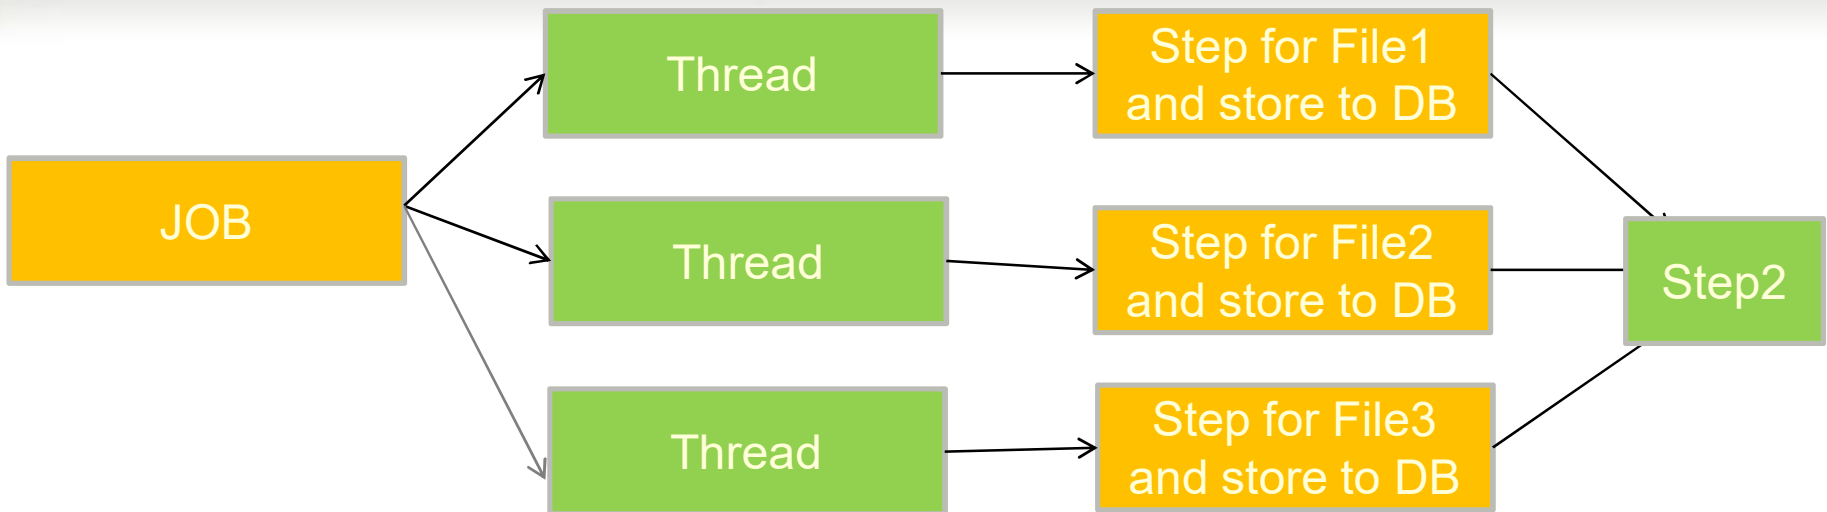 JOB
Thread
Step for File1
and store to DB
Thread
Step for File2
and store to DB
Step2
Thread
Step for File3
and store to DB